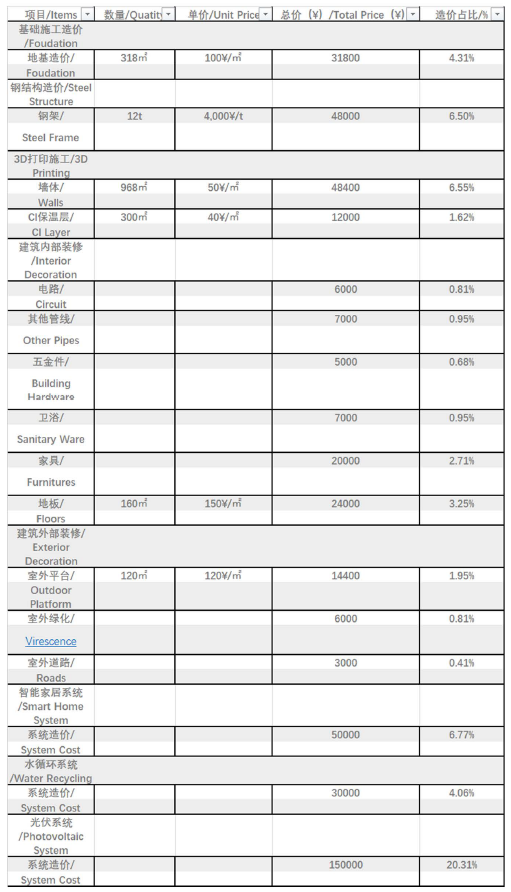 项目/Items 数量/Quatity 单价/Unit Price 总价（¥）/Total Price（¥） 造价占比/%
基础施工造价
/Foudation
地基造价/ 318㎡ 100¥/㎡ 31800 4.31%
Foudation
钢结构造价/Steel
Structure
钢架/ 12t 4,000¥/t 48000 6.50%
Steel Frame
3D打印施工/3D
Printing
墙体/ 968㎡ 50¥/㎡ 48400 6.55%
Walls
CI保温层/ 300㎡ 40¥/㎡ 12000 1.62%
CI Layer
建筑内部装修
/Interior
Decoration
电路/ 6000 0.81%
Circuit
其他管线/ 7000 0.95%
Other Pipes
五金件/ 5000 0.68%
Building
Hardware
卫浴/ 7000 0.95%
Sanitary Ware
家具/ 20000 2.71%
Furnitures
地板/ 160㎡ 150¥/㎡ 24000 3.25%
Floors
建筑外部装修/
Exterior
Decoration
室外平台/ 120㎡ 120¥/㎡ 14400 1.95%
Outdoor
Platform
室外绿化/ 6000 0.81%
Virescence
室外道路/ 3000 0.41%
Roads
智能家居系统
/Smart Home
System
系统造价/ 50000 6.77%
System Cost
水循环系统
/Water Recycling
系统造价/ 30000 4.06%
System Cost
光伏系统
/Photovoltaic
System
系统造价/ 150000 20.31%
System Cost